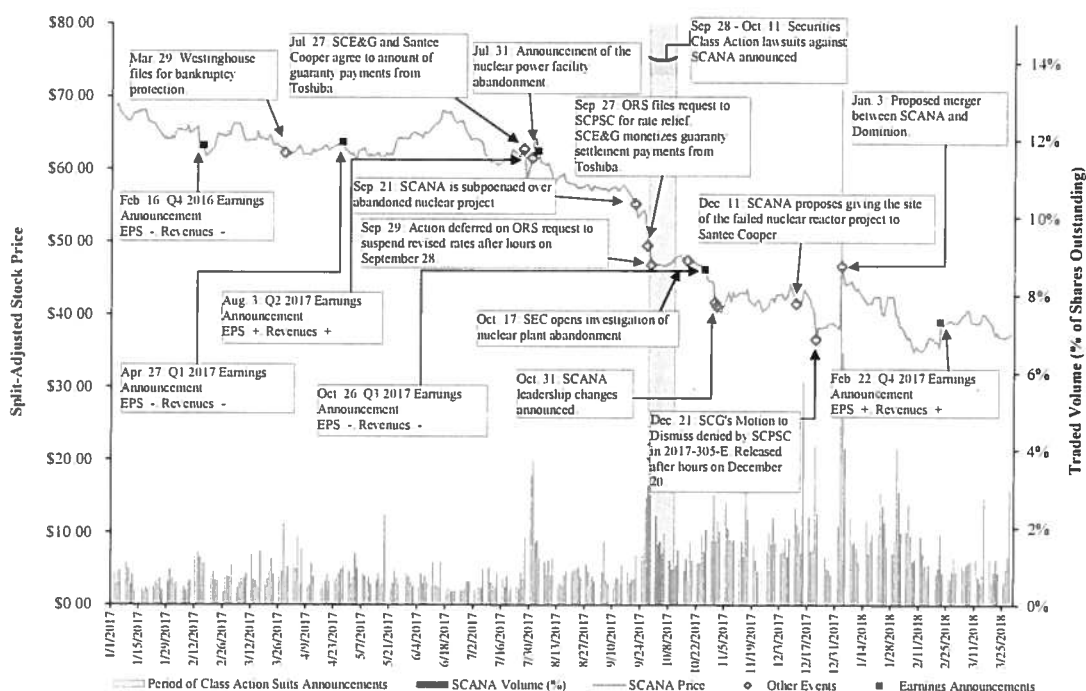 $80 00
$70 00
$60 00
$50 00
$40 00
$30 00
$20 00
$10 00
$0 00
Split-Adjusted Stock Price
14%
12%
10%
8%
6%
4%
2%
0%
Traded Volume (% of Shares Outstanding)
Mar 29 Westinghouse
files for bankruptcy
protection
Jul 27 SCE&G and Santee
Cooper agree to amount of
guaranty payments from
Toshiba
Jul 31 Announcement of the
nuclear power facility
abandonment
Sep 28 - Oct 11 Securities
Class Action lawsuits against
SCANA announced
Sep 27 ORS files request to
SCPSC for rate relief
SCE&G monetizes guaranty
settlement payments from
Toshiba
Jan 3 Proposed merger
between SCANA and
Dominion
Feb 16 Q4 2016 Earnings
Announcement
EPS - Revenues -
Sep 21 SCANA is subpoenaed over
abandoned nuclear project
Sep 29 Action deferred on ORS request to
suspend revised rates after hours on
September 28
Dec 11 SCANA proposes giving the site
of the failed nuclear reactor project to
Santee Cooper
Aug 3 Q2 2017 Earnings
Announcement
EPS + Revenues +
Oct 17 SEC opens investigation of
nuclear plant abandonment
Apr 27 Q1 2017 Earnings
Announcement
EPS - Revenues -
Oct 26 Q3 2017 Earnings
Announcement
EPS - Revenues -
Oct 31 SCANA
leadership changes
announced
Feb 22 Q4 2017 Earnings
Announcement
EPS + Revenues +
Dec 21 SCG's Motion to
Dismiss denied by SCPSC
in 2017-305-E Released
after hours on December
20
1/1/2017
1/15/2017
1/29/2017
2/12/2017
2/26/2017
3/12/2017
3/26/2017
4/9/2017
4/23/2017
5/7/2017
5/21/2017
6/4/2017
6/18/2017
7/2/2017
7/16/2017
7/30/2017
8/13/2017
8/27/2017
9/10/2017
9/24/2017
10/8/2017
10/22/2017
11/5/2017
11/19/2017
12/3/2017
12/17/2017
12/31/2017
1/14/2018
1/28/2018
2/11/2018
2/25/2018
3/11/2018
3/25/2018
Period of Class Action Suits Announcements
SCANA Volume (%)
SCANA Price
Other Events
Earnings Announcements